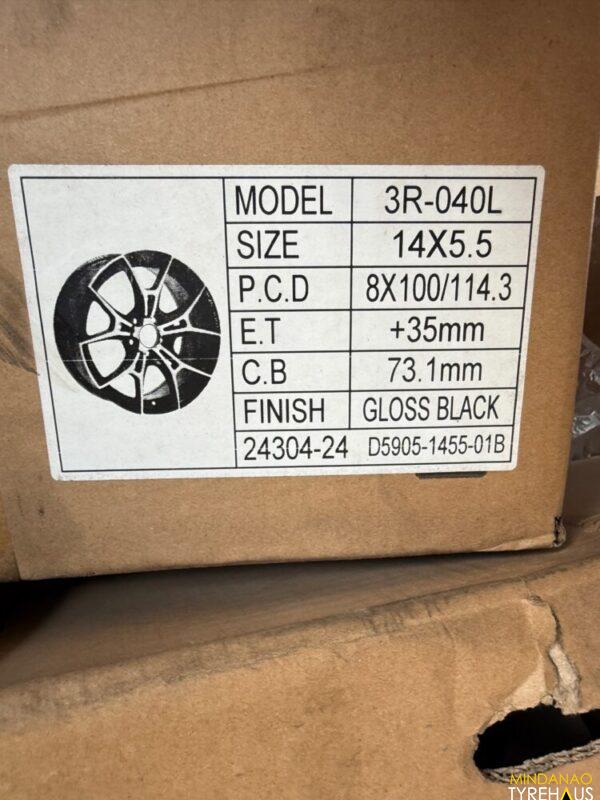 MODEL 3R-040L
SIZE 14X5.5
P.C.D 8X100/114.3
E.T +35mm
C.B 73.1mm
FINISH GLOSS BLACK
24304-24 D5905-1455-01B
MINDANAO
TYREHAUS